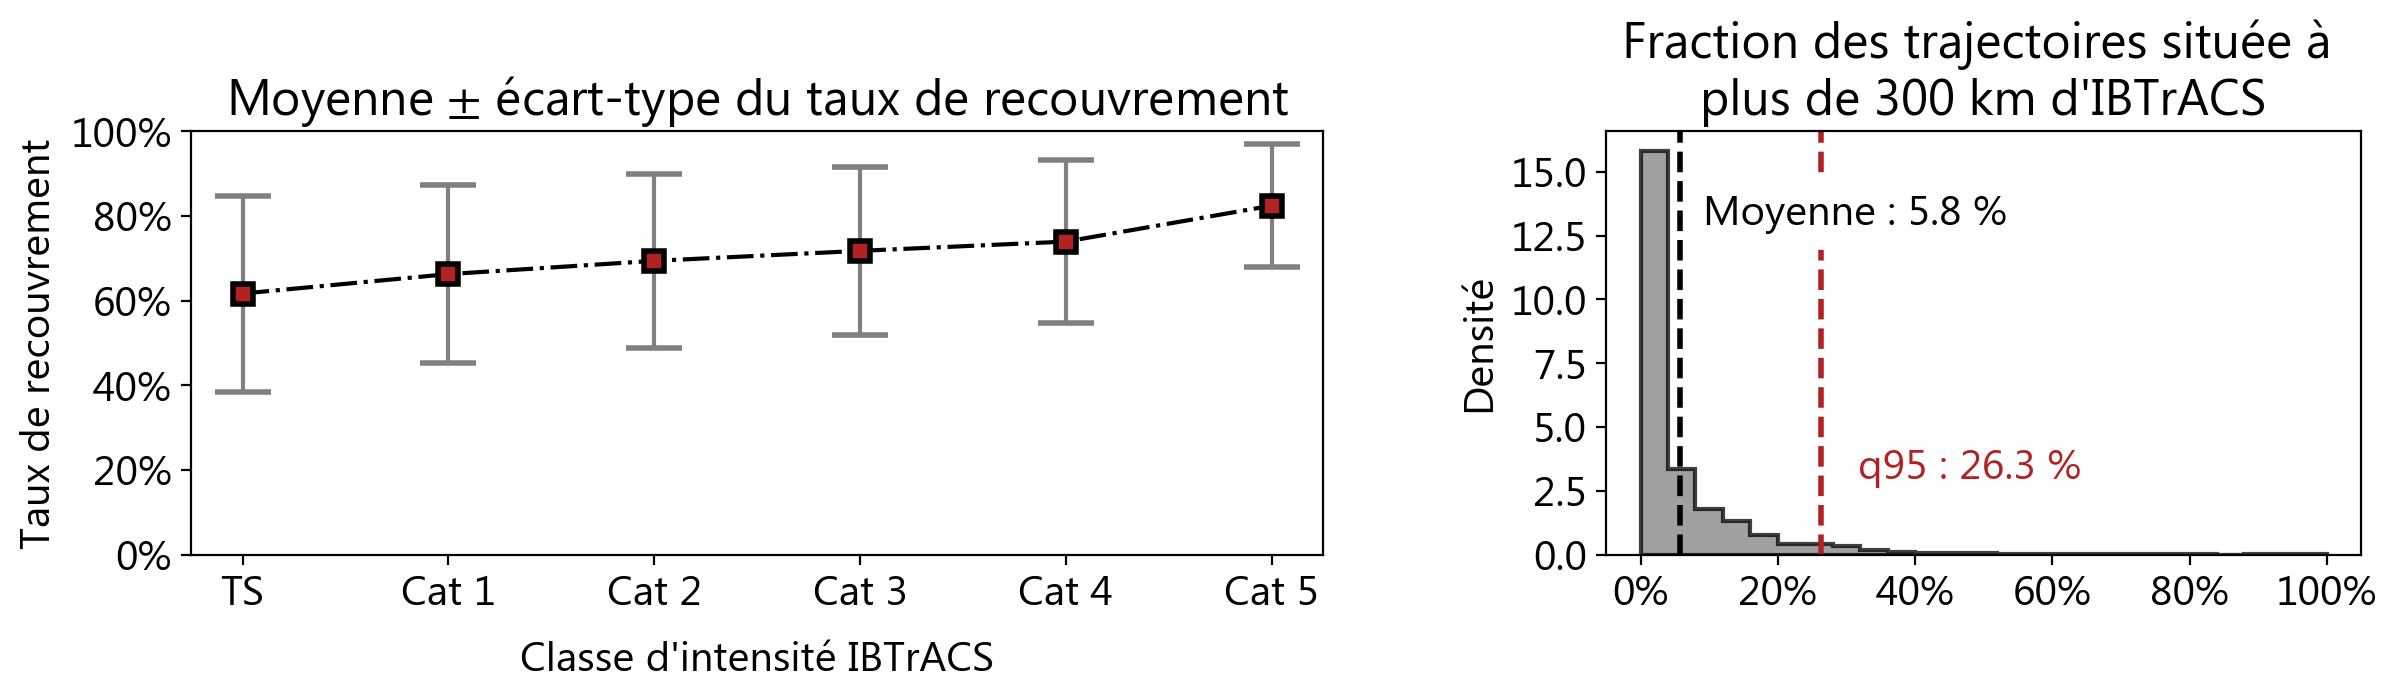 Moyenne ± écart-type du taux de recouvrement
Taux de recouvrement
100%
80%
60%
40%
20%
0%
TS
Cat 1
Cat 2
Cat 3
Cat 4
Cat 5
Classe d'intensité IBTrACS
Fraction des trajectoires située à
plus de 300 km d'IBTrACS
Densité
15.0
12.5
10.0
7.5
5.0
2.5
0.0
Moyenne : 5.8 %
q95 : 26.3 %
0%
20%
40%
60%
80%
100%